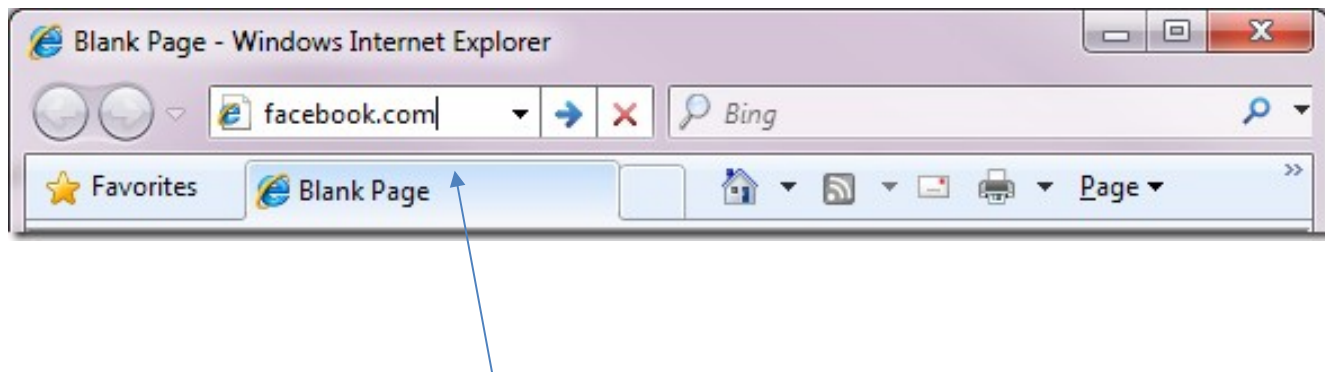 Blank Page - Windows Internet Explorer
facebook.com Bing
Favorites Blank Page Page